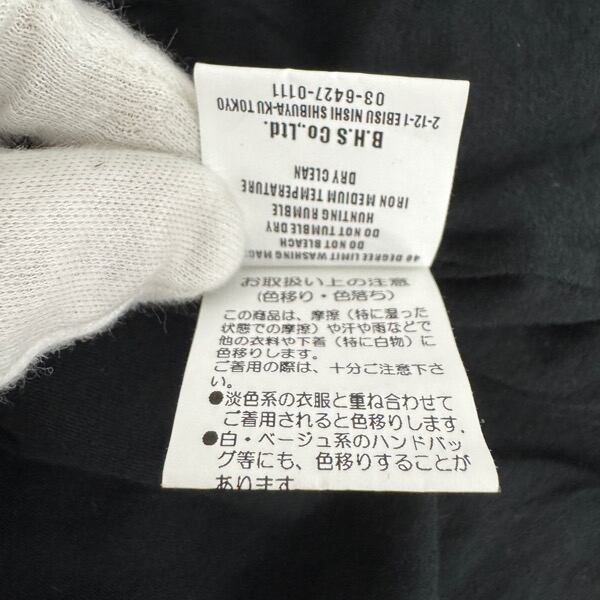 40 DEGREE LIMIT WASHING MAC
DO NOT BLEACH
DO NOT TUMBLE DRY
HUNTING RUMBLE
IRON MEDIUM TEMPERATURE
DRY CLEAN
B.H.S Co.,Ltd.
2-12-1 EBISU NISHI SHIBUYA-KU TOKYO
03-6427-0111
お取扱い上の注意
(色移り・色落ち)
この商品は、摩擦（特に湿った
状態での摩擦）や汗や雨などで
他の衣料や下着（特に白物）に
色移りします。
ご着用の際は、十分ご注意下さ
い。
●淡色系の衣服と重ね合わせて
ご着用されると色移りします。
●白・ベージュ系のハンドバッ
グ等にも、色移りすることが
あります。